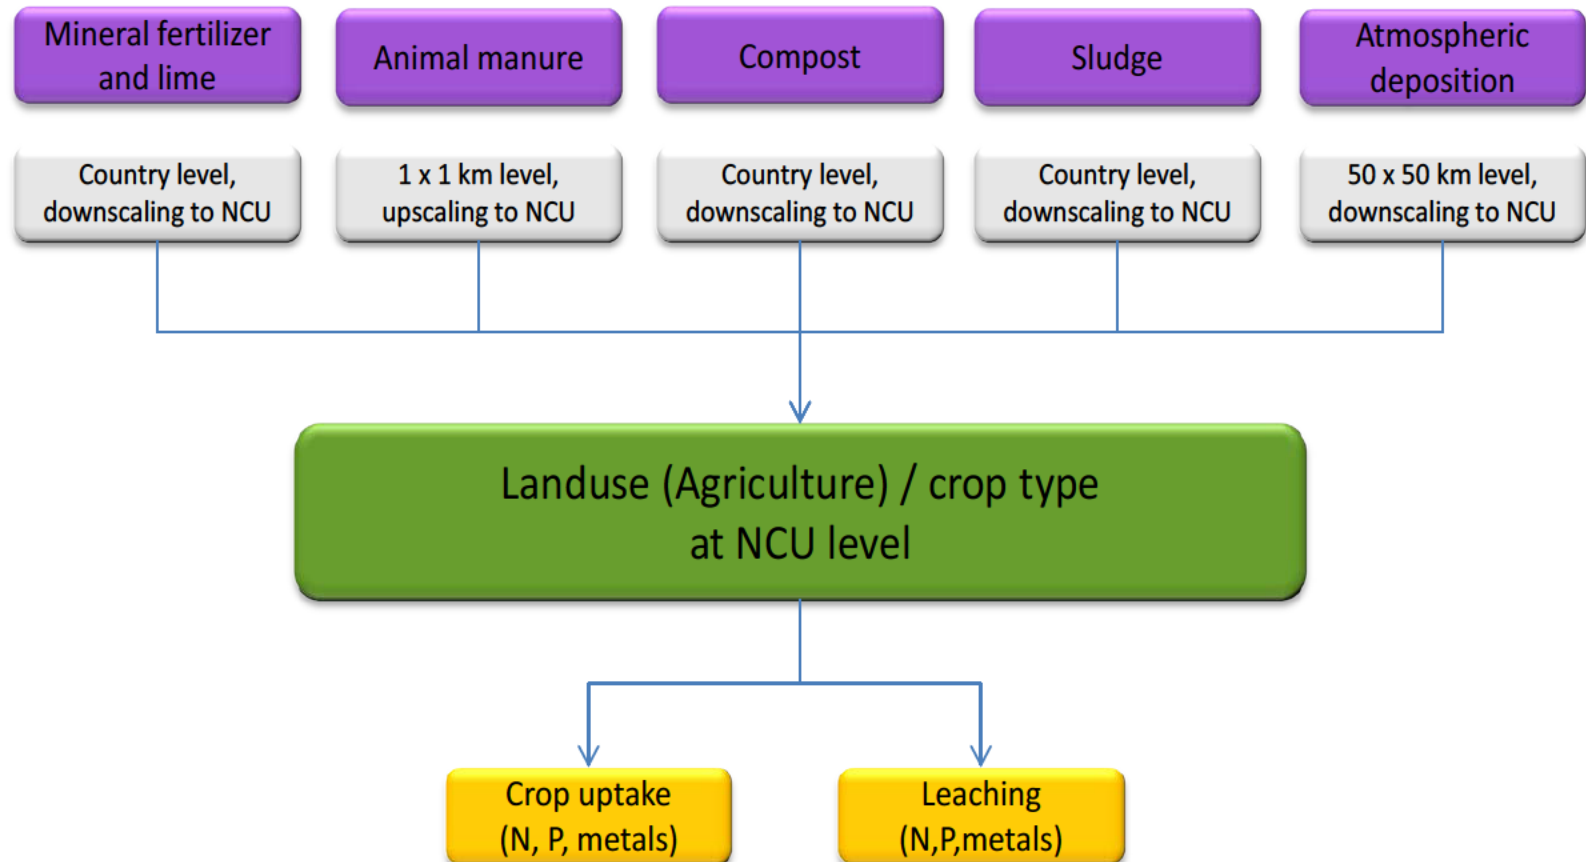 Mineral fertilizer
and lime
Animal manure
Compost
Sludge
Atmospheric
deposition
Country level,
downscaling to NCU
1 x 1 km level,
upscaling to NCU
Country level,
downscaling to NCU
Country level,
downscaling to NCU
50 x 50 km level,
downscaling to NCU
Landuse (Agriculture) / crop type
at NCU level
Crop uptake
(N, P, metals)
Leaching
(N,P,metals)